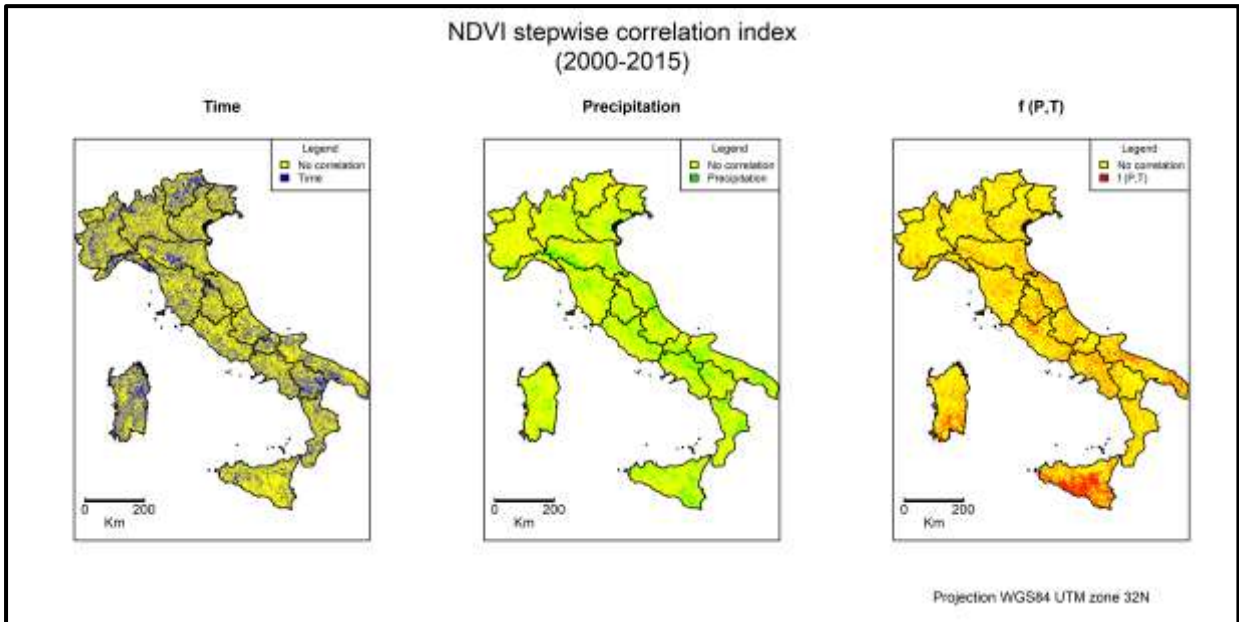 NDVI stepwise correlation index
(2000-2015)
Time
Precipitation
f (P,T)
Legend
No correlation
Time
Legend
No correlation
Precipitation
Legend
No correlation
f (P,T)
0 200
Km
0 200
Km
0 200
Km
Projection WGS84 UTM zone 32N